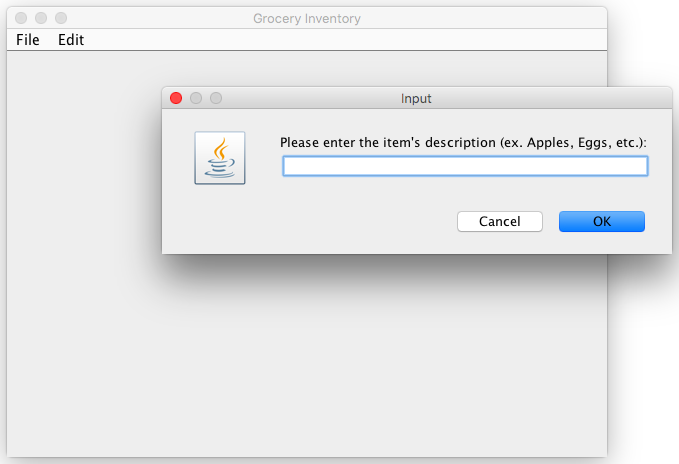 Grocery Inventory
File Edit
Input
Please enter the item's description (ex. Apples, Eggs, etc.):
Cancel OK